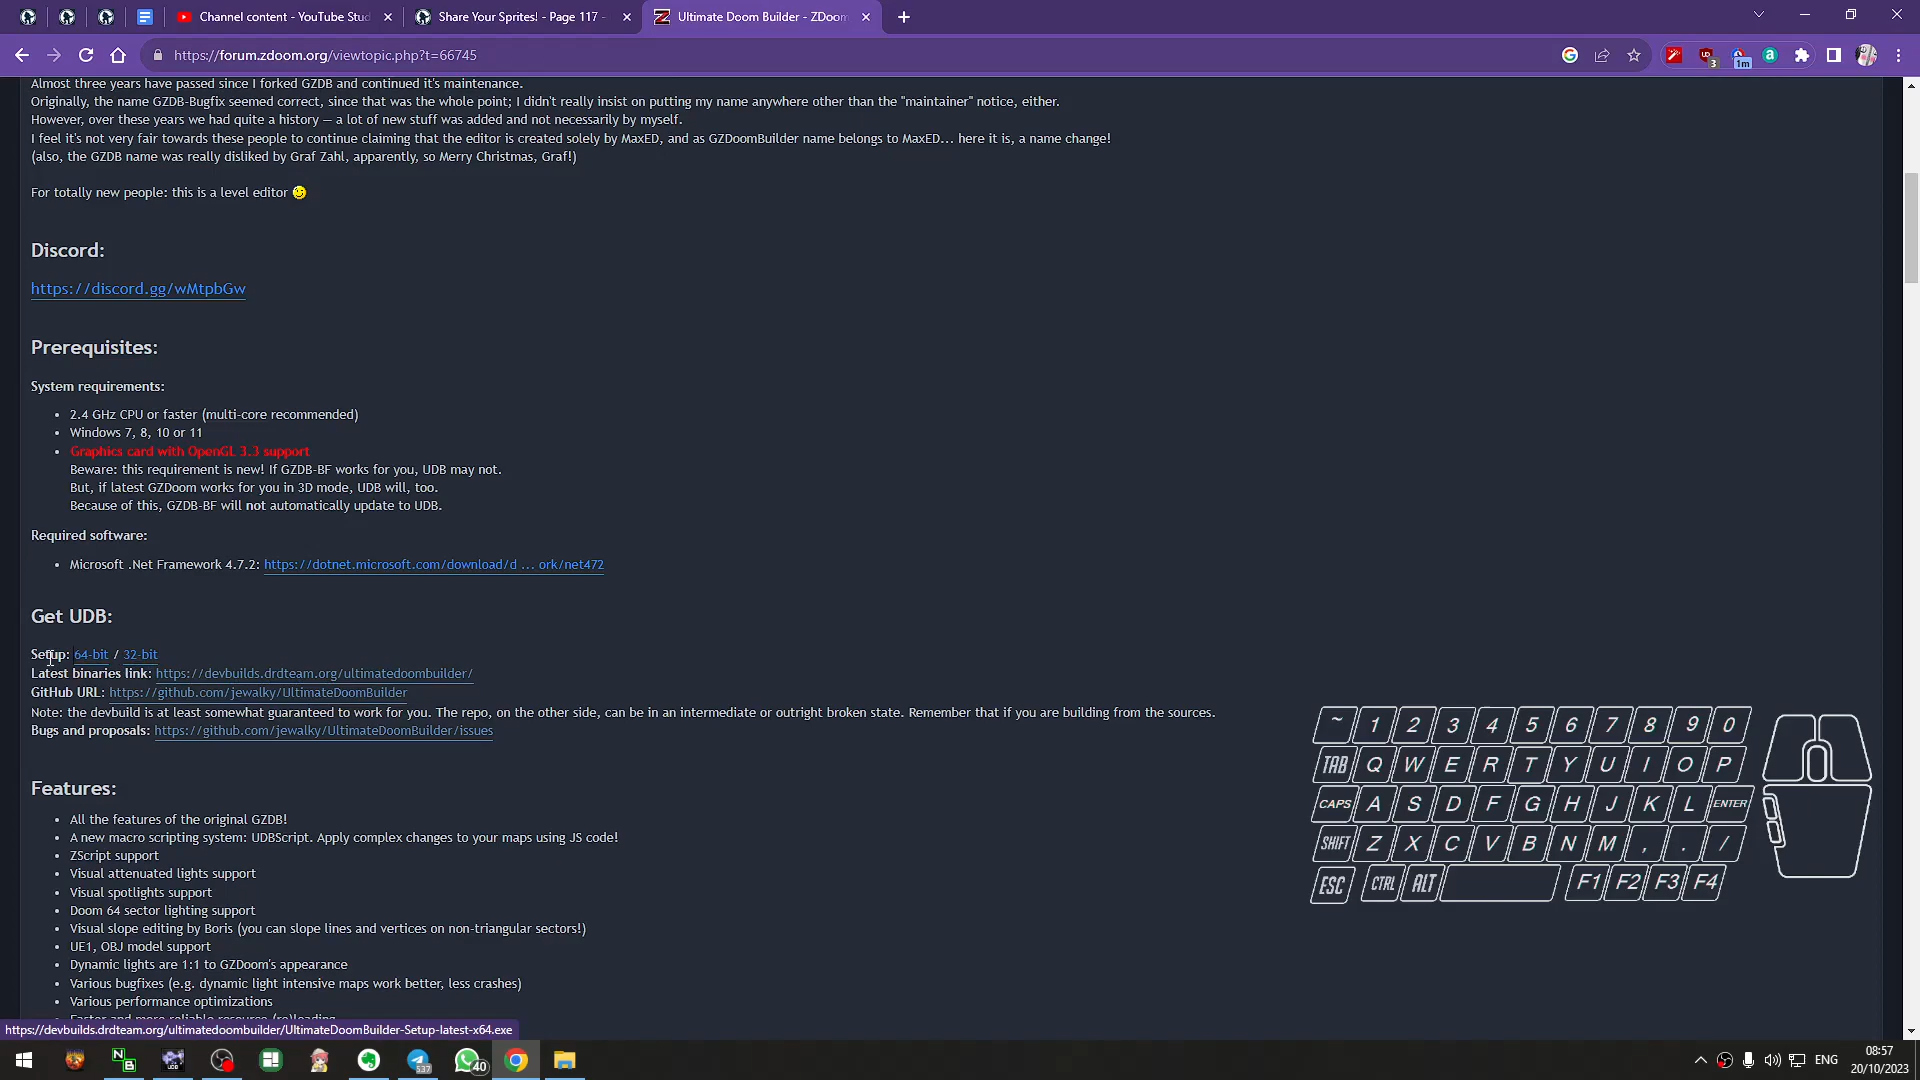 Channel content - YouTube Stud
Share Your Sprites! - Page 117 -
Ultimate Doom Builder - ZDoom
https://forum.zdoom.org/viewtopic.php?t=66745
3
1m
a
Almost three years have passed since I forked GZDB and continued it's maintenance.
Originally, the name GZDB-Bugfix seemed correct, since that was the whole point; I didn't really insist on putting my name anywhere other than the "maintainer" notice, either.
However, over these years we had quite a history — a lot of new stuff was added and not necessarily by myself.
I feel it's not very fair towards these people to continue claiming that the editor is created solely by MaxED, and as GZDoomBuilder name belongs to MaxED... here it is, a name change!
(also, the GZDB name was really disliked by Graf Zahl, apparently, so Merry Christmas, Graf!)
For totally new people: this is a level editor
Discord:
https://discord.gg/wMtpbGw
Prerequisites:
System requirements:
2.4 GHz CPU or faster (multi-core recommended)
Windows 7, 8, 10 or 11
Graphics card with OpenGL 3.3 support
Beware: this requirement is new! If GZDB-BF works for you, UDB may not.
But, if latest GZDoom works for you in 3D mode, UDB will, too.
Because of this, GZDB-BF will not automatically update to UDB.
Required software:
Microsoft .Net Framework 4.7.2: https://dotnet.microsoft.com/download/d ... ork/net472
Get UDB:
Setup: 64-bit / 32-bit
Latest binaries link: https://devbuilds.drdteam.org/ultimatedoombuilder/
GitHub URL: https://github.com/jewalky/UltimateDoomBuilder
Note: the devbuild is at least somewhat guaranteed to work for you. The repo, on the other side, can be in an intermediate or outright broken state. Remember that if you are building from the sources.
Bugs and proposals: https://github.com/jewalky/UltimateDoomBuilder/issues
~ 1 2 3 4 5 6 7 8 9 0
TAB Q W E R T Y U I O P
CAPS A S D F G H J K L ENTER
SHIFT Z X C V B N M , . /
ESC CTRL ALT F1 F2 F3 F4
Features:
All the features of the original GZDB!
A new macro scripting system: UDBScript. Apply complex changes to your maps using JS code!
ZScript support
Visual attenuated lights support
Visual spotlights support
Doom 64 sector lighting support
Visual slope editing by Boris (you can slope lines and vertices on non-triangular sectors!)
UE1, OBJ model support
Dynamic lights are 1:1 to GZDoom's appearance
Various bugfixes (e.g. dynamic light intensive maps work better, less crashes)
Various performance optimizations
Faster and more reliable resource (re)loading
https://devbuilds.drdteam.org/ultimatedoombuilder/UltimateDoomBuilder-Setup-latest-x64.exe
N B
UDB
537
40
ENG
08:57
20/10/2023